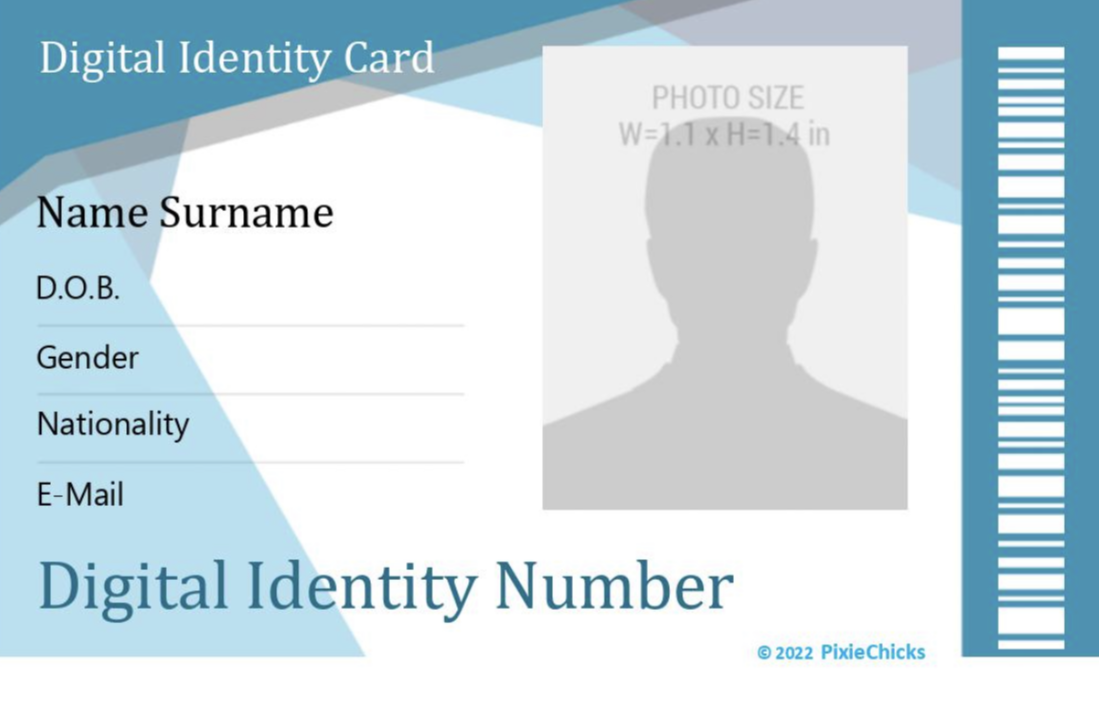 Digital Identity Card
PHOTO SIZE
W=1.1 x H=1.4 in
Name Surname
D.O.B.
Gender
Nationality
E-Mail
Digital Identity Number
© 2022 PixieChicks